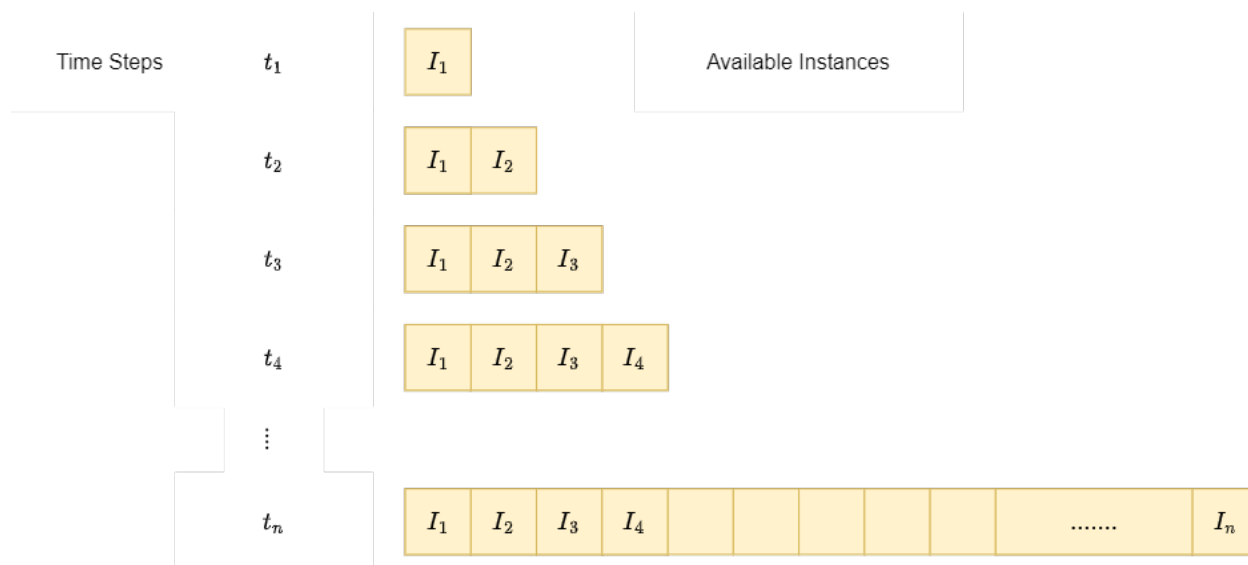 Time Steps t₁ I₁ Available Instances
t₂ I₁ I₂
t₃ I₁ I₂ I₃
t₄ I₁ I₂ I₃ I₄
⋮
tₙ I₁ I₂ I₃ I₄ ....... Iₙ